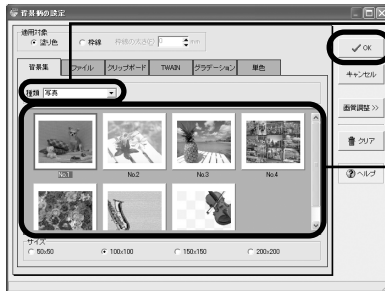 背景柄の設定
適用対象
塗り色 枠線 枠線の太さ(F) 0 mm
背景集 ファイル クリップボード TWAIN グラデーション 単色
種類 写真
No.1 No.2 No.3 No.4
サイズ
50x50 100x100 150x150 200x200
OK
キャンセル
画質調整 >>
クリア
ヘルプ